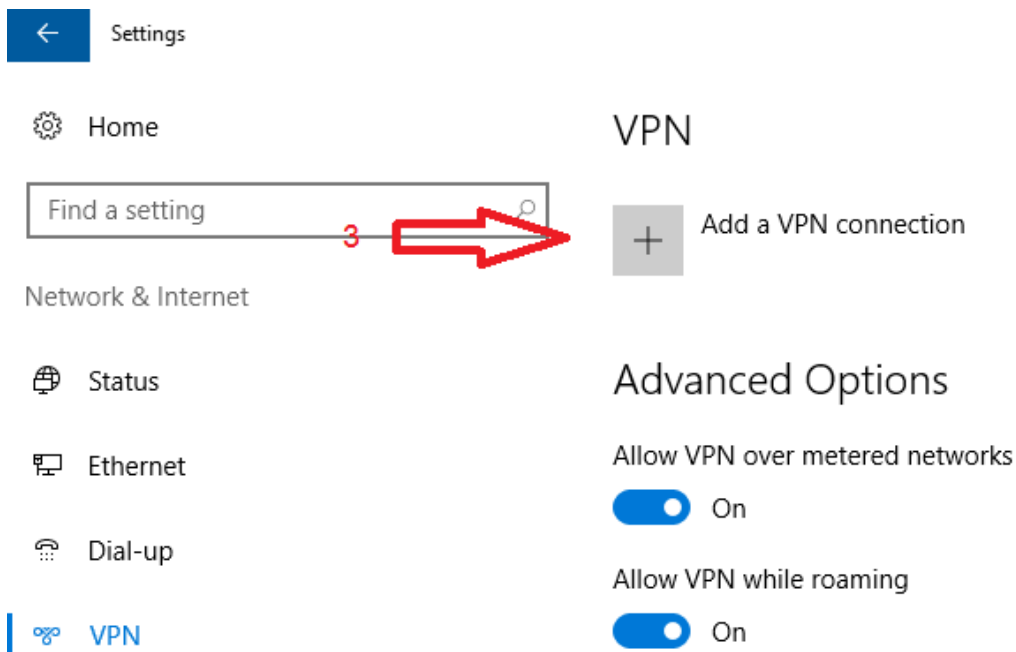 Settings
Home
Find a setting
3
Network & Internet
Status
Ethernet
Dial-up
VPN
VPN
Add a VPN connection
Advanced Options
Allow VPN over metered networks
On
Allow VPN while roaming
On